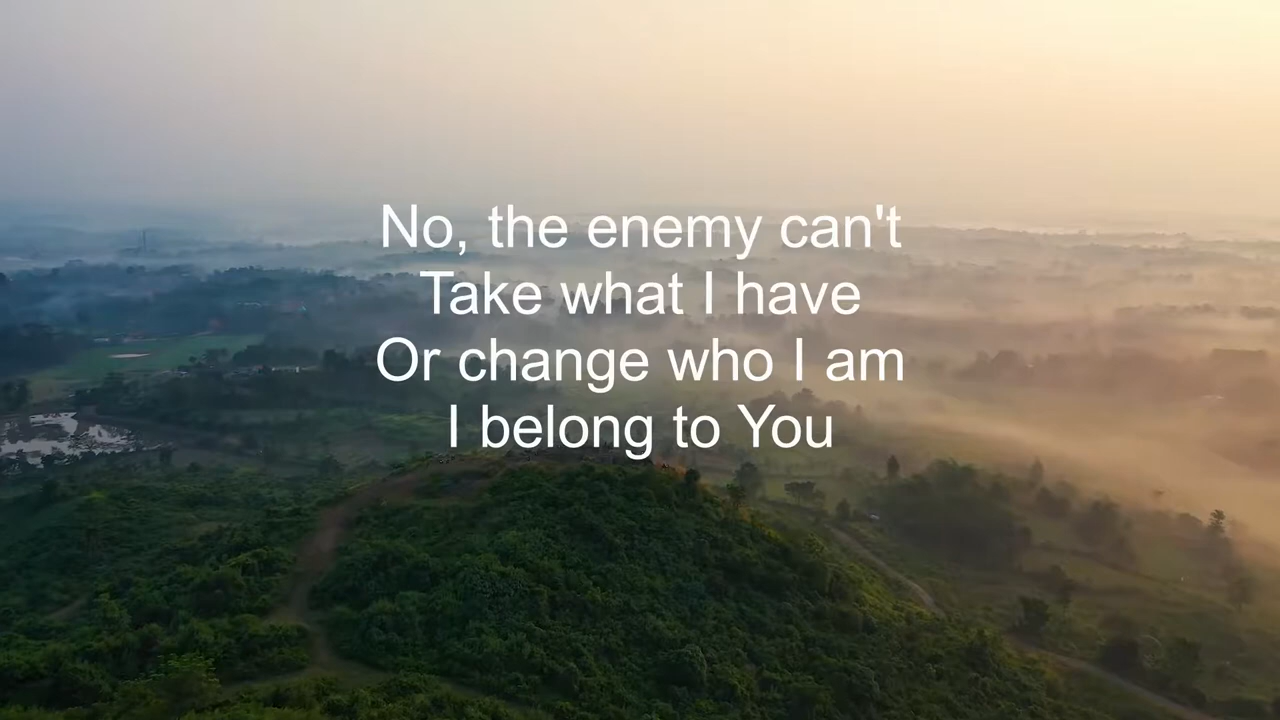 No, the enemy can't
Take what I have
Or change who I am
I belong to You